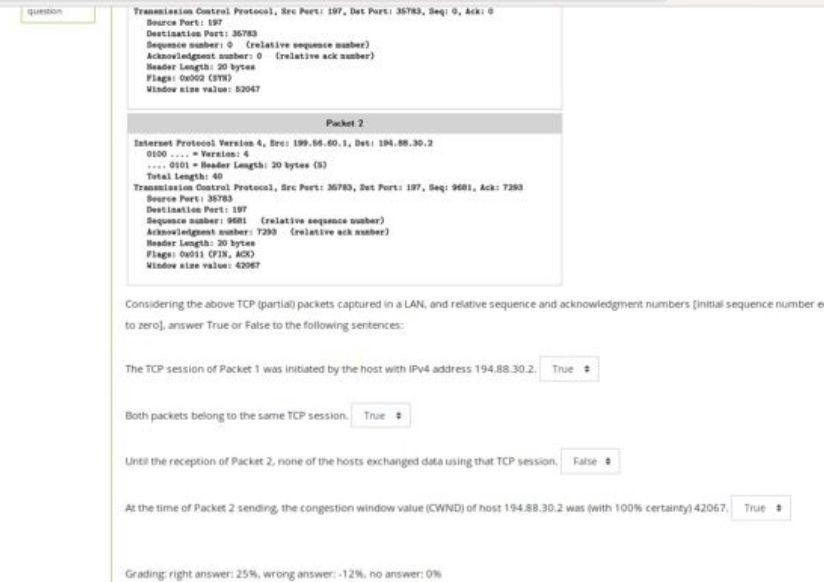 question
Transmission Control Protocol, Src Port: 197, Dst Port: 35783, Seq: 0, Ack: 0
Source Port: 197
Destination Port: 35783
Sequence number: 0 (relative sequence number)
Acknowledgment number: 0 (relative ack number)
Header Length: 20 bytes
Flags: 0x002 (SYN)
Window size value: 52067
Packet 2
Internet Protocol Version 4, Src: 199.56.60.1, Dst: 194.88.30.2
0100 .... = Version: 4
.... 0101 = Header Length: 20 bytes (5)
Total Length: 40
Transmission Control Protocol, Src Port: 35783, Dst Port: 197, Seq: 9681, Ack: 7293
Source Port: 35783
Destination Port: 197
Sequence number: 9681 (relative sequence number)
Acknowledgment number: 7293 (relative ack number)
Header Length: 20 bytes
Flags: 0x011 (FIN, ACK)
Window size value: 42067
Considering the above TCP (partial) packets captured in a LAN, and relative sequence and acknowledgment numbers [initial sequence number
to zero], answer True or False to the following sentences:
The TCP session of Packet 1 was initiated by the host with IPv4 address 194.88.30.2. True
Both packets belong to the same TCP session. True
Until the reception of Packet 2, none of the hosts exchanged data using that TCP session. False
At the time of Packet 2 sending, the congestion window value (CWND) of host 194.88.30.2 was (with 100% certainty) 42067. True
Grading: right answer: 25%, wrong answer: -12%, no answer: 0%